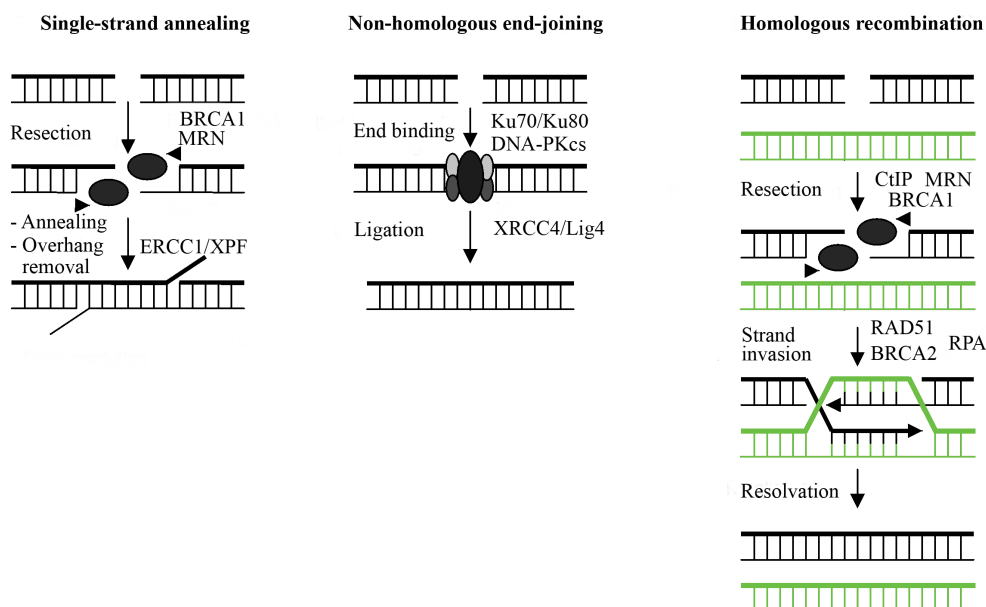 Single-strand annealing
Resection
BRCA1
MRN
- Annealing
- Overhang
removal
ERCC1/XPF
Non-homologous end-joining
End binding
Ku70/Ku80
DNA-PKcs
Ligation
XRCC4/Lig4
Homologous recombination
Resection
CtIP MRN
BRCA1
Strand
invasion
RAD51
BRCA2
RPA
Resolvation